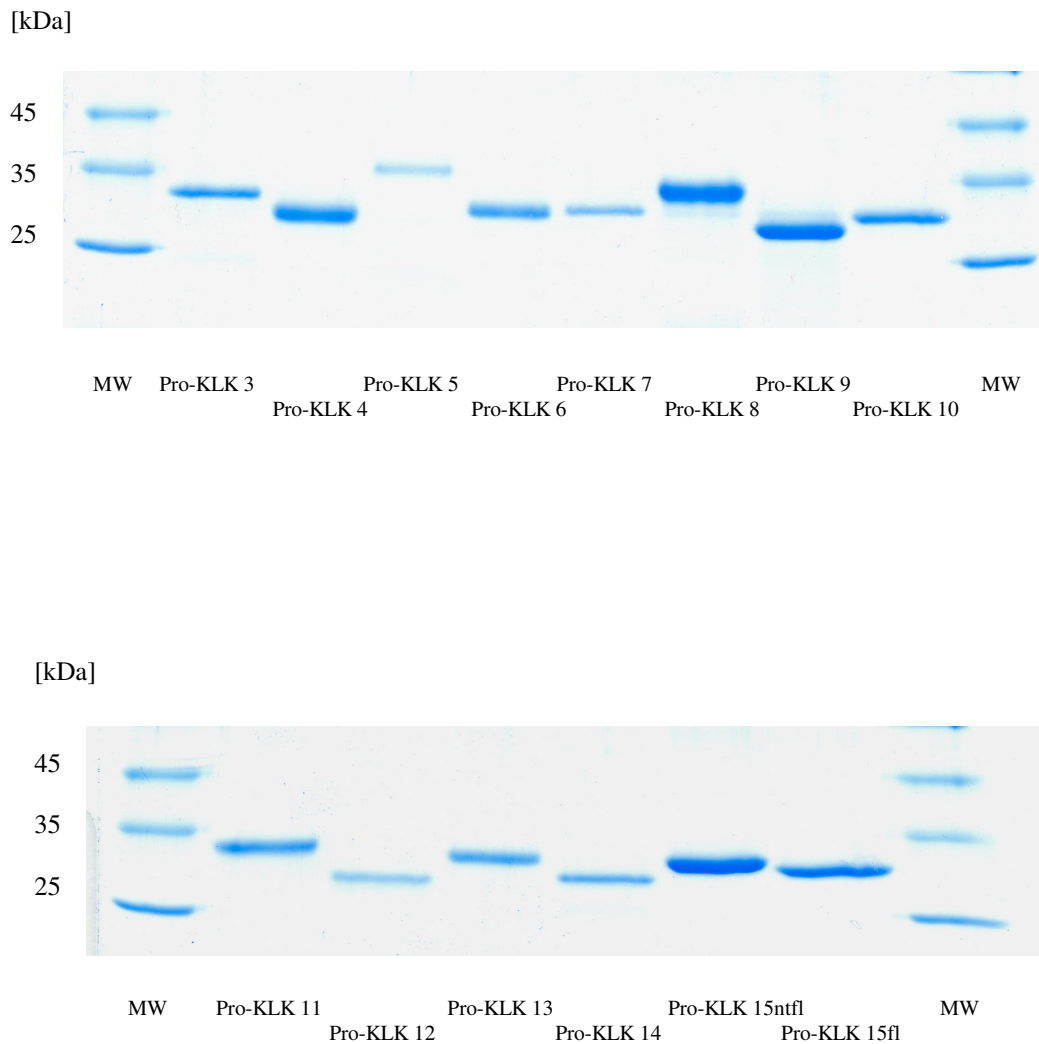 [kDa]
45
35
25
MW Pro-KLK 3 Pro-KLK 5 Pro-KLK 7 Pro-KLK 9 MW
Pro-KLK 4 Pro-KLK 6 Pro-KLK 8 Pro-KLK 10
[kDa]
45
35
25
MW Pro-KLK 11 Pro-KLK 13 Pro-KLK 15ntfl MW
Pro-KLK 12 Pro-KLK 14 Pro-KLK 15fl